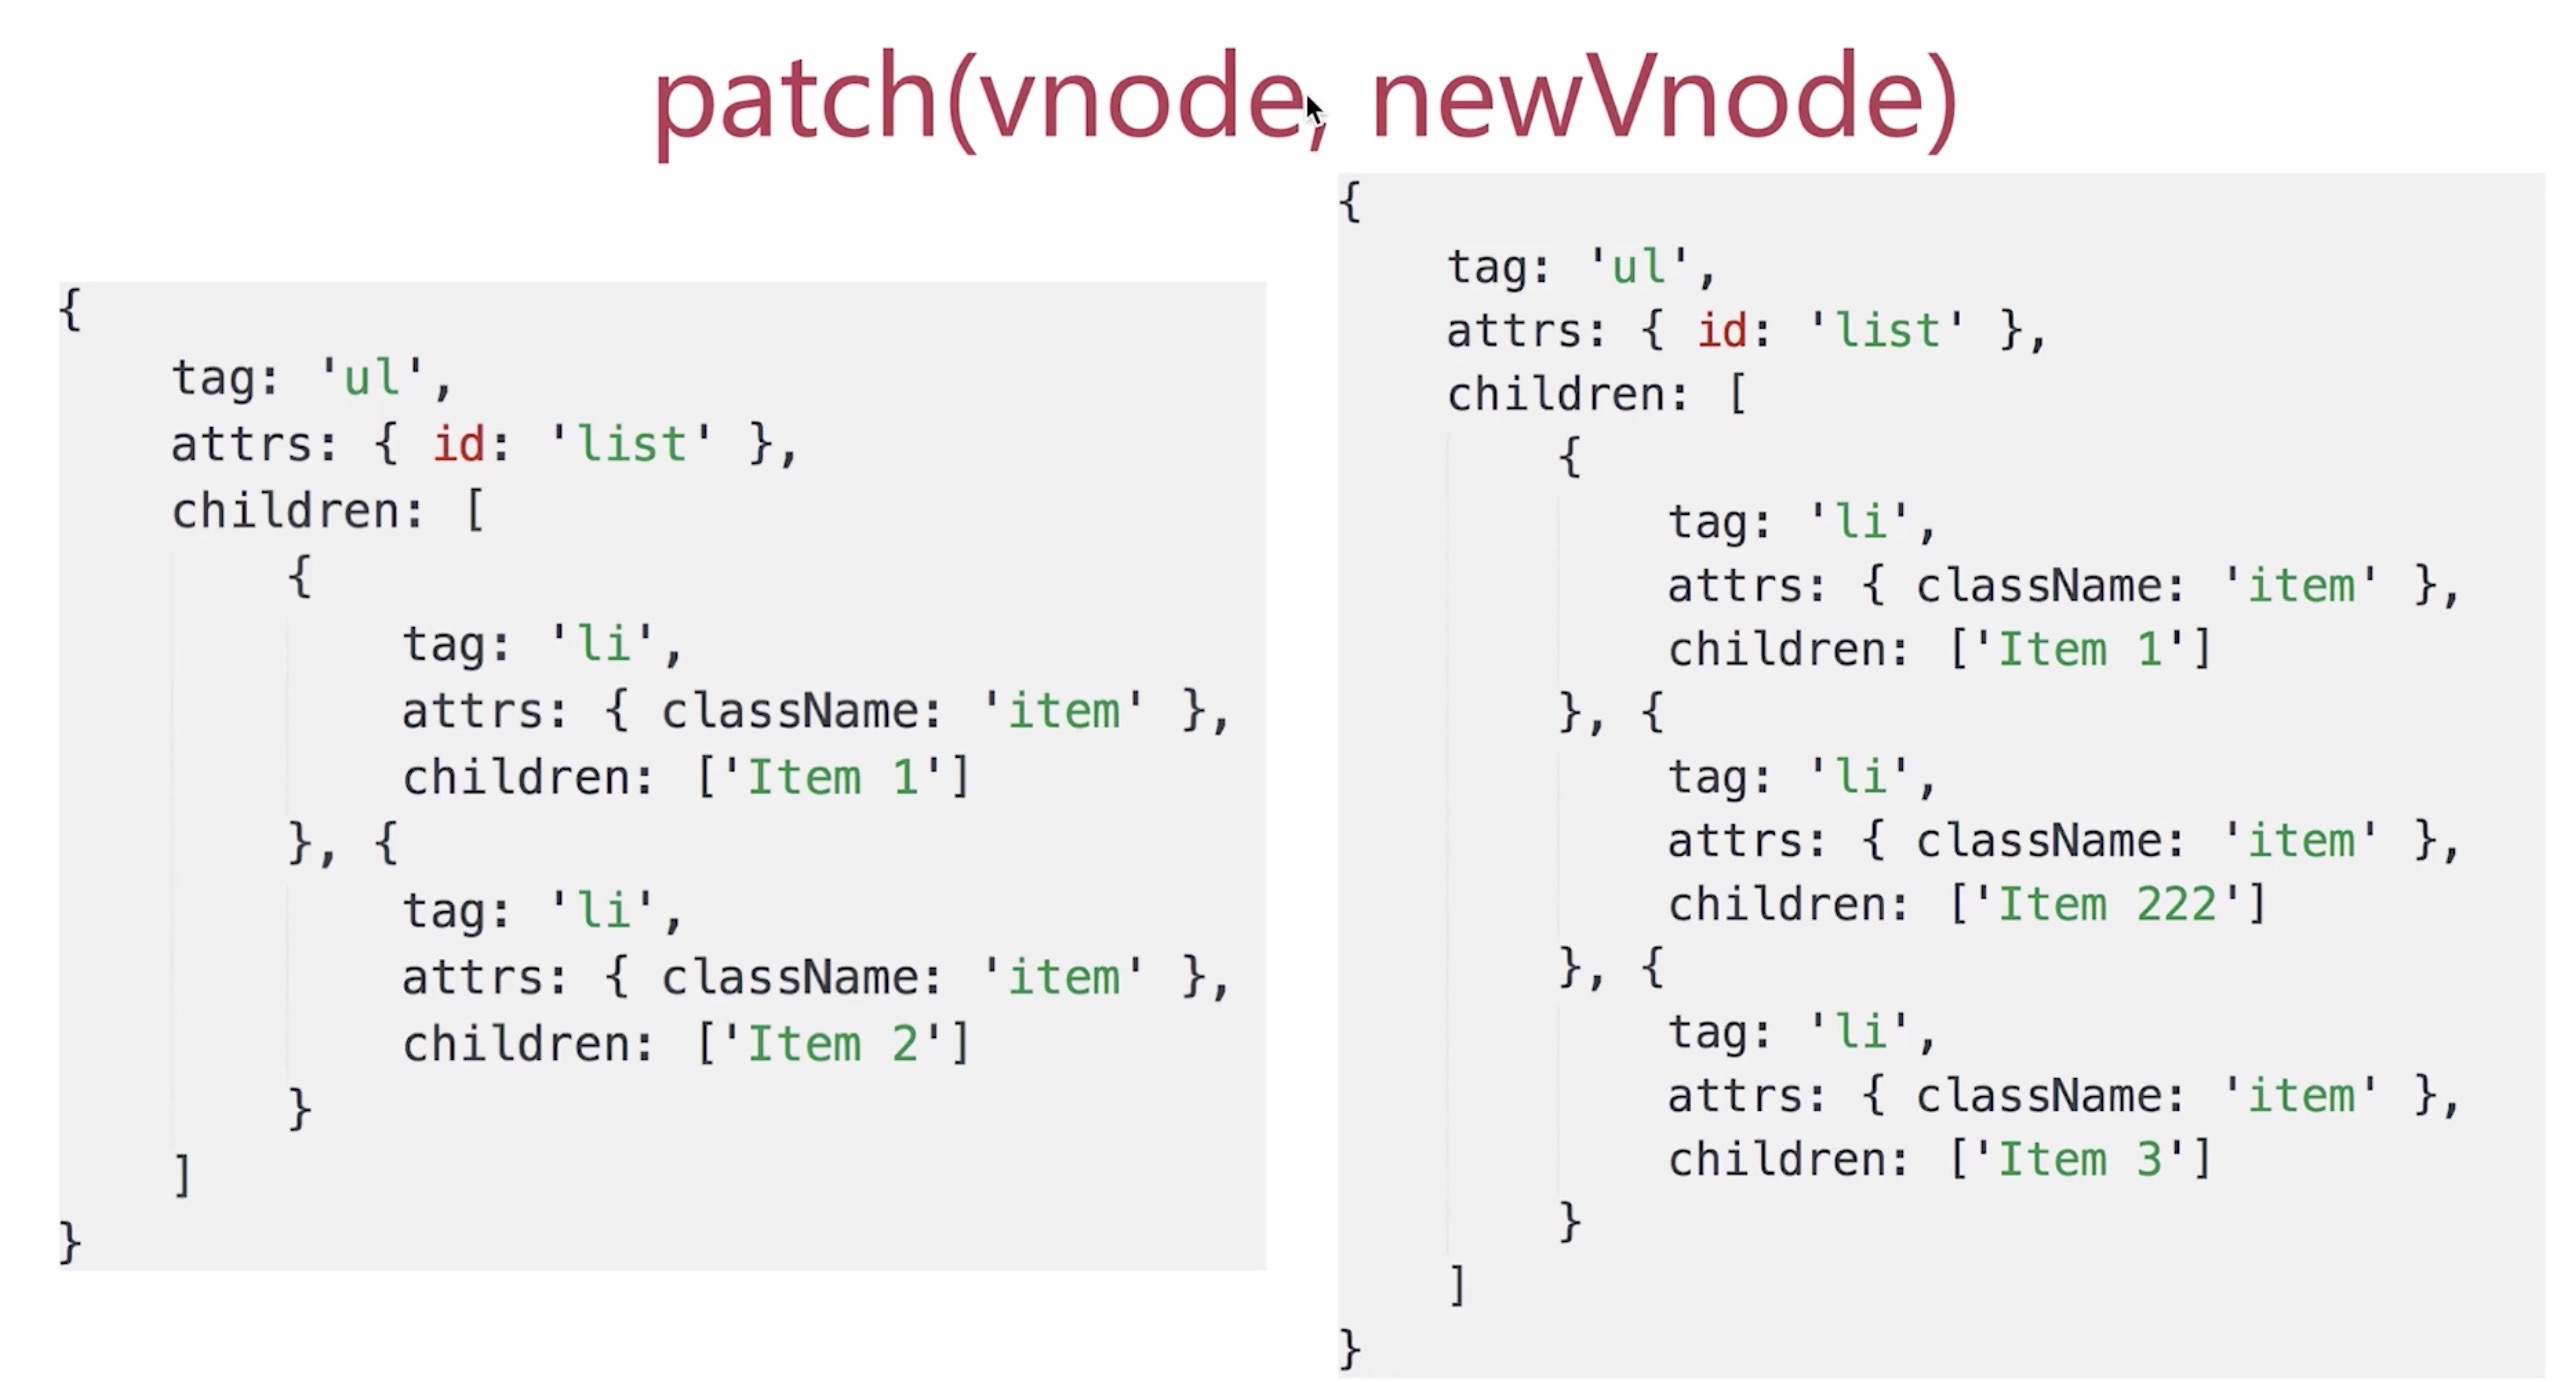 patch(vnode, newVnode)
{
    tag: 'ul',
    attrs: { id: 'list' },
    children: [
        {
            tag: 'li',
            attrs: { className: 'item' },
            children: ['Item 1']
        }, {
            tag: 'li',
            attrs: { className: 'item' },
            children: ['Item 2']
        }
    ]
}
{
    tag: 'ul',
    attrs: { id: 'list' },
    children: [
        {
            tag: 'li',
            attrs: { className: 'item' },
            children: ['Item 1']
        }, {
            tag: 'li',
            attrs: { className: 'item' },
            children: ['Item 222']
        }, {
            tag: 'li',
            attrs: { className: 'item' },
            children: ['Item 3']
        }
    ]
}